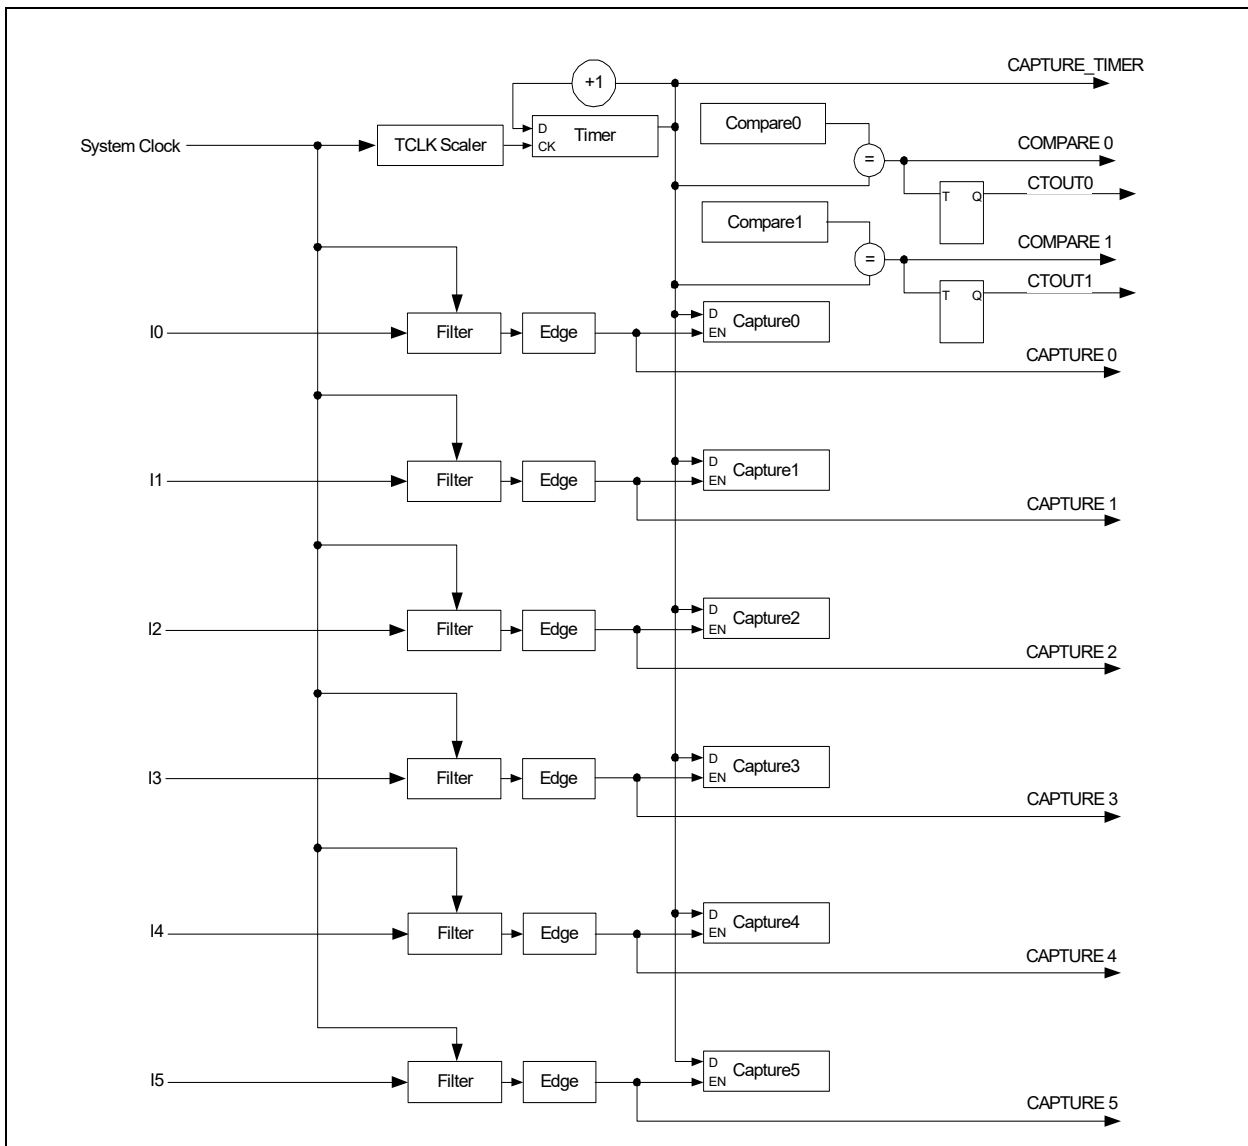 CAPTURE_TIMER
+1
Compare0
D
Timer
System Clock
TCLK Scaler
CK
COMPARE 0
=
CTOUT0
T Q
Compare1
COMPARE 1
=
CTOUT1
T Q
D
I0
Filter
Edge
Capture0
EN
CAPTURE 0
D
I1
Filter
Edge
Capture1
EN
CAPTURE 1
D
I2
Filter
Edge
Capture2
EN
CAPTURE 2
D
I3
Filter
Edge
Capture3
EN
CAPTURE 3
D
I4
Filter
Edge
Capture4
EN
CAPTURE 4
D
I5
Filter
Edge
Capture5
EN
CAPTURE 5